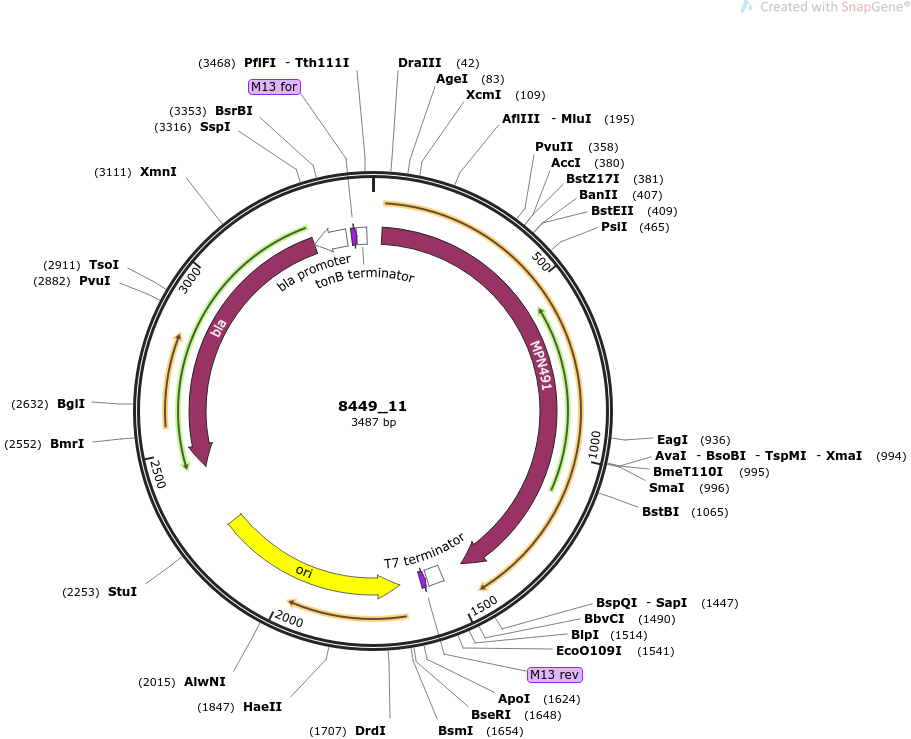 Created with SnapGene®
(3468) PflFI - Tth111I
M13 for
(3353) BsrBI
(3316) SspI
(3111) XmnI
(2911) TsoI
(2882) PvuI
(2632) BglI
(2552) BmrI
(2253) StuI
(2015) AlwNI
(1847) HaeII
(1707) DrdI
DraIII (42)
AgeI (83)
XcmI (109)
AflIII - MluI (195)
PvuII (358)
AccI (380)
BstZ17I (381)
BanII (407)
BstEII (409)
PsiI (465)
EagI (936)
AvaI - BsoBI - TspMI - XmaI (994)
BmeT110I (995)
SmaI (996)
BstBI (1065)
BspQI - SapI (1447)
BbvCI (1490)
BlpI (1514)
EcoO109I (1541)
M13 rev
ApoI (1624)
BseRI (1648)
BsmI (1654)
500
1000
1500
2000
2500
3000
bla promoter
tonB terminator
bla
MPN491
T7 terminator
ori
8449_11
3487 bp